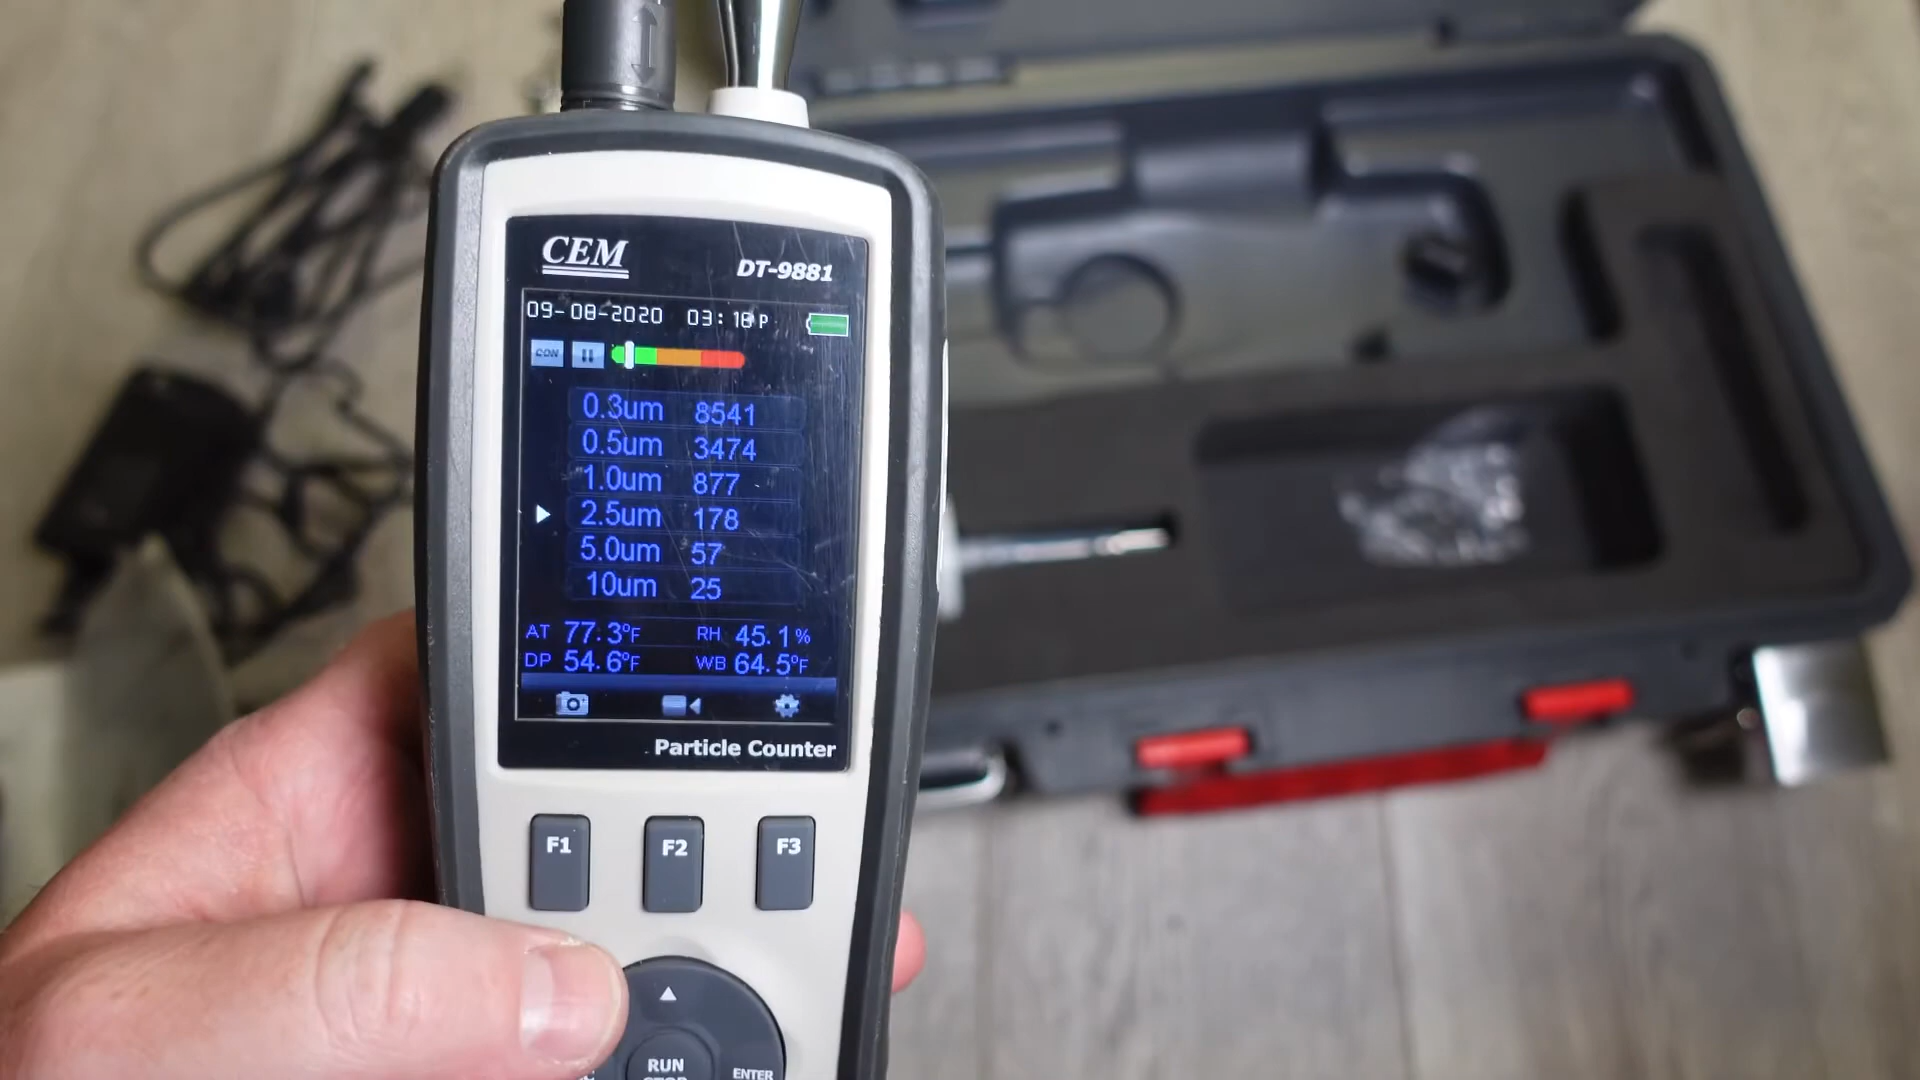 CEM
DT-9881
09-08-2020 03:18 P
CON
0.3um 8541
0.5um 3474
1.0um 877
2.5um 178
5.0um 57
10um 25
AT 77.3°F RH 45.1%
DP 54.6°F WB 64.5°F
Particle Counter
F1 F2 F3
RUN
ENTER